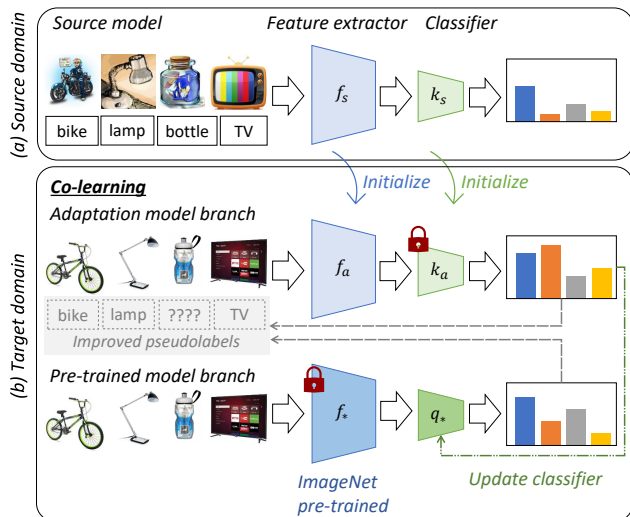 (a) Source domain
Source model
Feature extractor
Classifier
bike
lamp
bottle
TV
f_s
k_s
Initialize
Initialize
(b) Target domain
Co-learning
Adaptation model branch
f_a
k_a
bike
lamp
????
TV
Improved pseudolabels
Pre-trained model branch
f_*
q_*
ImageNet
pre-trained
Update classifier